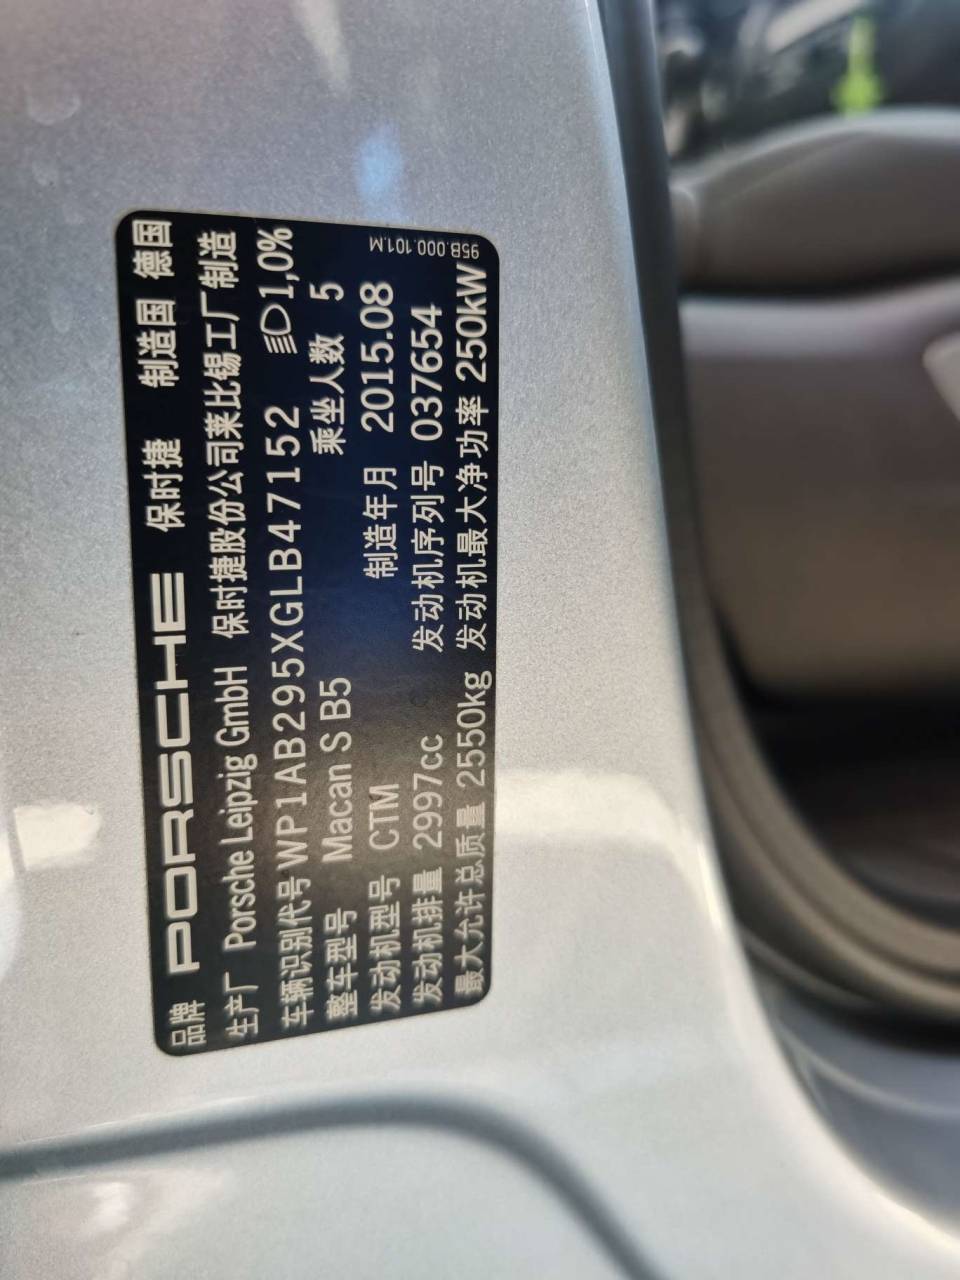 品牌 PORSCHE 保时捷 制造国 德国
生产厂 Porsche Leipzig GmbH 保时捷股份公司莱比锡工厂制造
车辆识别代号 WP1AB295XGLB47152 1,0%
整车型号 Macan S B5 乘坐人数 5
发动机型号 CTM 制造年月 2015.08
发动机排量 2997cc 发动机序列号 037654
最大允许总质量 2550kg 发动机最大净功率 250kW
95B.000.101.M